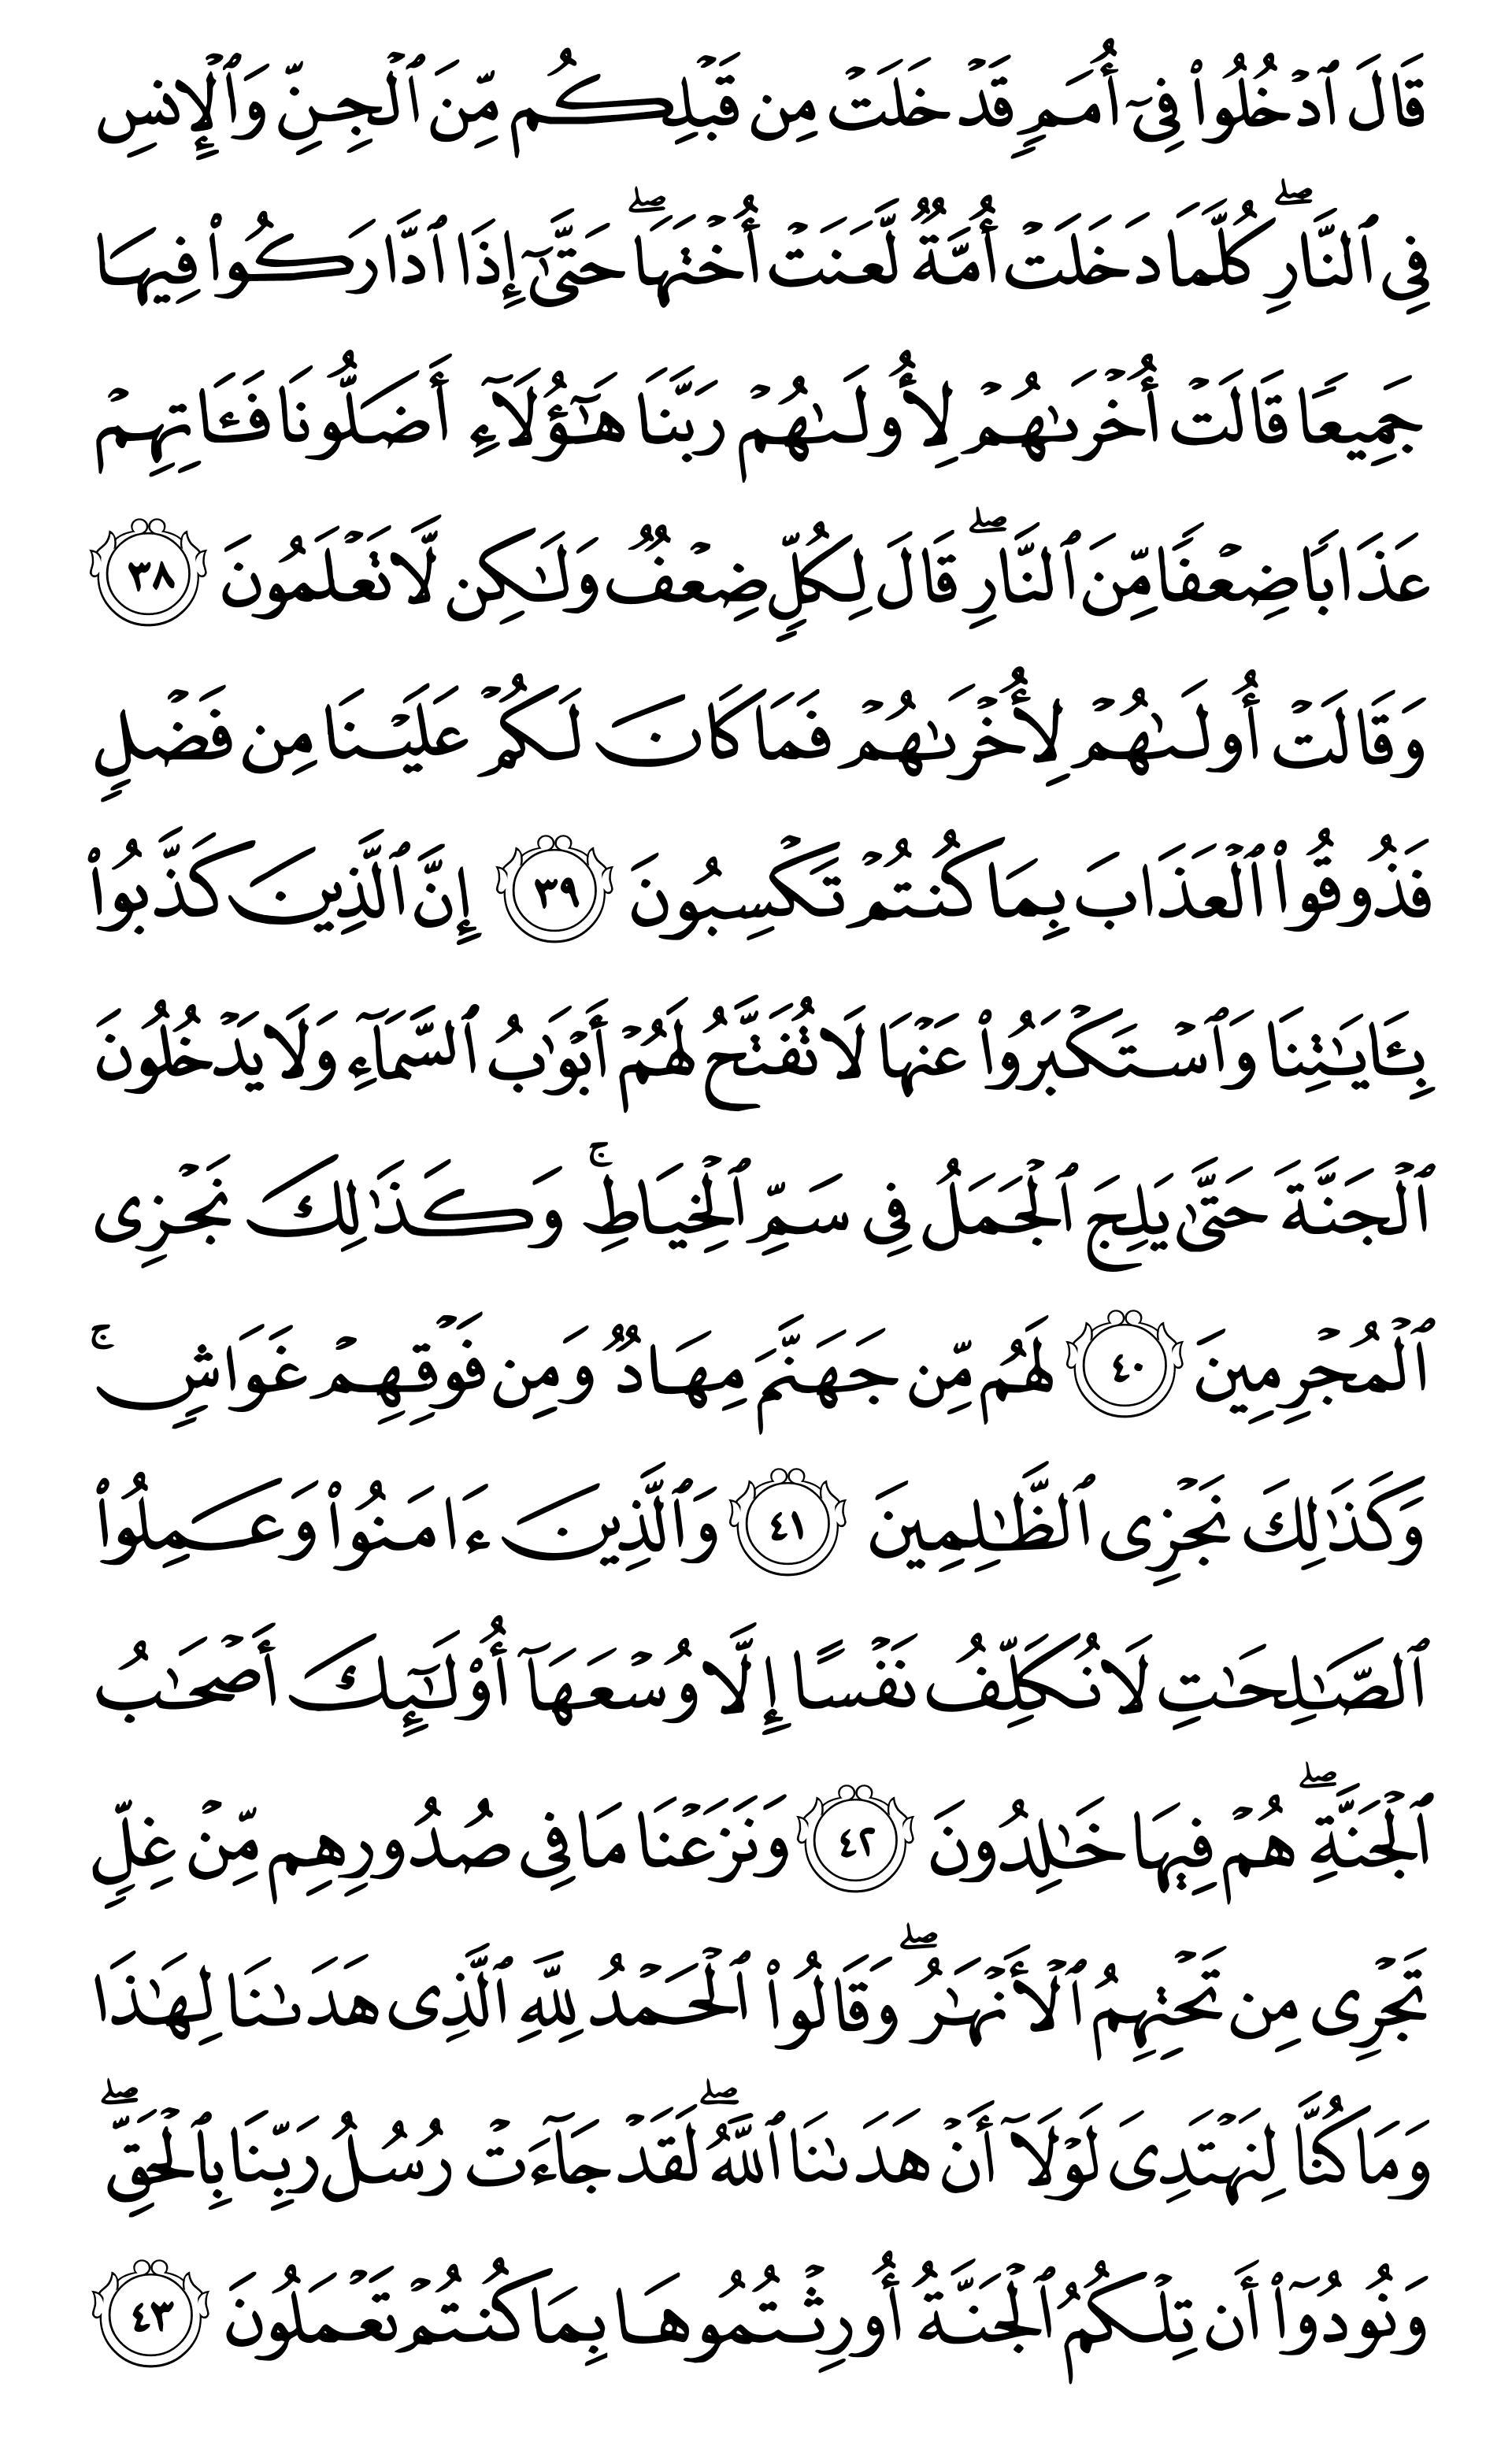 قَالَ ٱدۡخُلُواْ فِيٓ أُمَمٖ قَدۡ خَلَتۡ مِن قَبۡلِكُم مِّنَ ٱلۡجِنِّ وَٱلۡإِنسِ
فِي ٱلنَّارِۖ كُلَّمَا دَخَلَتۡ أُمَّةٞ لَّعَنَتۡ أُخۡتَهَاۖ حَتَّىٰٓ إِذَا ٱدَّارَكُواْ فِيهَا
جَمِيعٗا قَالَتۡ أُخۡرَىٰهُمۡ لِأُولَىٰهُمۡ رَبَّنَا هَٰٓؤُلَآءِ أَضَلُّونَا فَـَٔاتِهِمۡ
عَذَابٗا ضِعۡفٗا مِّنَ ٱلنَّارِۖ قَالَ لِكُلّٖ ضِعۡفٞ وَلَٰكِن لَّا تَعۡلَمُونَ ٣٨
وَقَالَتۡ أُولَىٰهُمۡ لِأُخۡرَىٰهُمۡ فَمَا كَانَ لَكُمۡ عَلَيۡنَا مِن فَضۡلٖ
فَذُوقُواْ ٱلۡعَذَابَ بِمَا كُنتُمۡ تَكۡسِبُونَ ٣٩ إِنَّ ٱلَّذِينَ كَذَّبُواْ
بِـَٔايَٰتِنَا وَٱسۡتَكۡبَرُواْ عَنۡهَا لَا تُفَتَّحُ لَهُمۡ أَبۡوَٰبُ ٱلسَّمَآءِ وَلَا يَدۡخُلُونَ
ٱلۡجَنَّةَ حَتَّىٰ يَلِجَ ٱلۡجَمَلُ فِي سَمِّ ٱلۡخِيَاطِۚ وَكَذَٰلِكَ نَجۡزِي
ٱلۡمُجۡرِمِينَ ٤٠ لَهُم مِّن جَهَنَّمَ مِهَادٞ وَمِن فَوۡقِهِمۡ غَوَاشٖۚ
وَكَذَٰلِكَ نَجۡزِي ٱلظَّٰلِمِينَ ٤١ وَٱلَّذِينَ ءَامَنُواْ وَعَمِلُواْ
ٱلصَّٰلِحَٰتِ لَا نُكَلِّفُ نَفۡسًا إِلَّا وُسۡعَهَآ أُوْلَٰٓئِكَ أَصۡحَٰبُ
ٱلۡجَنَّةِۖ هُمۡ فِيهَا خَٰلِدُونَ ٤٢ وَنَزَعۡنَا مَا فِي صُدُورِهِم مِّنۡ غِلّٖ
تَجۡرِي مِن تَحۡتِهِمُ ٱلۡأَنۡهَٰرُۖ وَقَالُواْ ٱلۡحَمۡدُ لِلَّهِ ٱلَّذِي هَدَىٰنَا لِهَٰذَا
وَمَا كُنَّا لِنَهۡتَدِيَ لَوۡلَآ أَنۡ هَدَىٰنَا ٱللَّهُۖ لَقَدۡ جَآءَتۡ رُسُلُ رَبِّنَا بِٱلۡحَقِّۖ
وَنُودُوٓاْ أَن تِلۡكُمُ ٱلۡجَنَّةُ أُورِثۡتُمُوهَا بِمَا كُنتُمۡ تَعۡمَلُونَ ٤٣